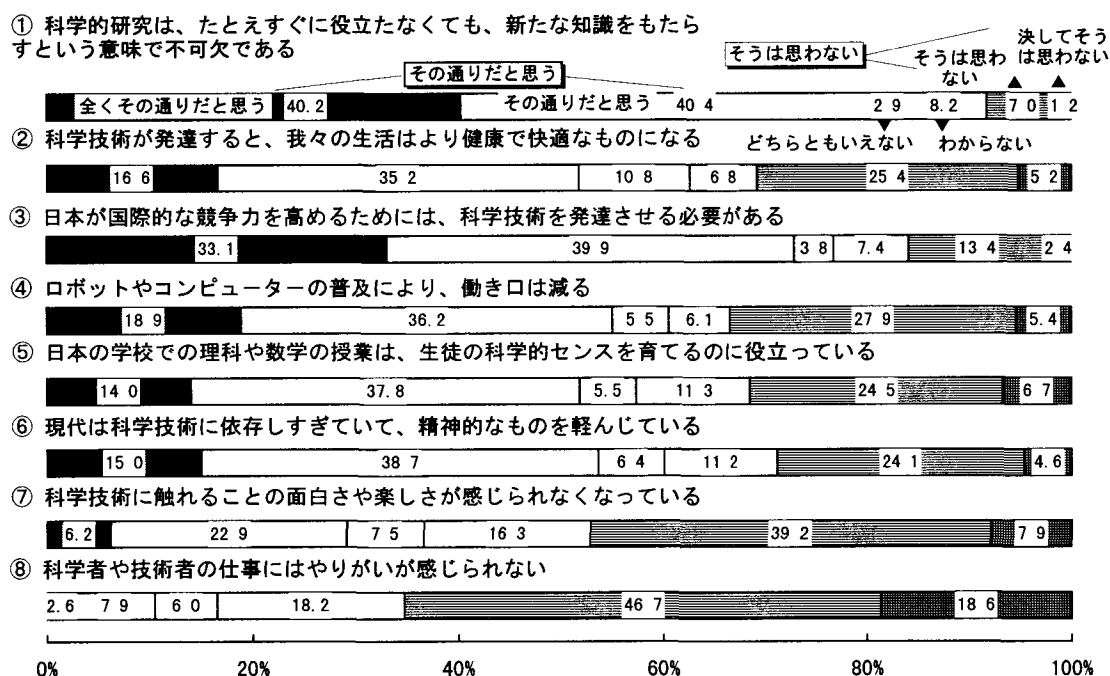 ① 科学的研究は、たとえすぐに役立たなくても、新たな知識をもたら
すという意味で不可欠である
その通りだと思う
そうは思わない
そうは思わ
ない
決してそう
は思わない
全くその通りだと思う 40.2 その通りだと思う 40 4 2 9 8.2 7 0 1 2
どちらともいえない わからない
② 科学技術が発達すると、我々の生活はより健康で快適なものになる
16 6 35 2 10 8 6 8 25 4 5 2
③ 日本が国際的な競争力を高めるためには、科学技術を発達させる必要がある
33.1 39 9 3 8 7.4 13 4 2 4
④ ロボットやコンピューターの普及により、働き口は減る
18 9 36.2 5 5 6.1 27 9 5.4
⑤ 日本の学校での理科や数学の授業は、生徒の科学的センスを育てるのに役立っている
14 0 37.8 5.5 11 3 24 5 6 7
⑥ 現代は科学技術に依存しすぎていて、精神的なものを軽んじている
15 0 38 7 6 4 11 2 24 1 4.6
⑦ 科学技術に触れることの面白さや楽しさが感じられなくなっている
6.2 22 9 7 5 16 3 39 2 7 9
⑧ 科学者や技術者の仕事にはやりがいが感じられない
2.6 7 9 6 0 18.2 46 7 18 6
0% 20% 40% 60% 80% 100%